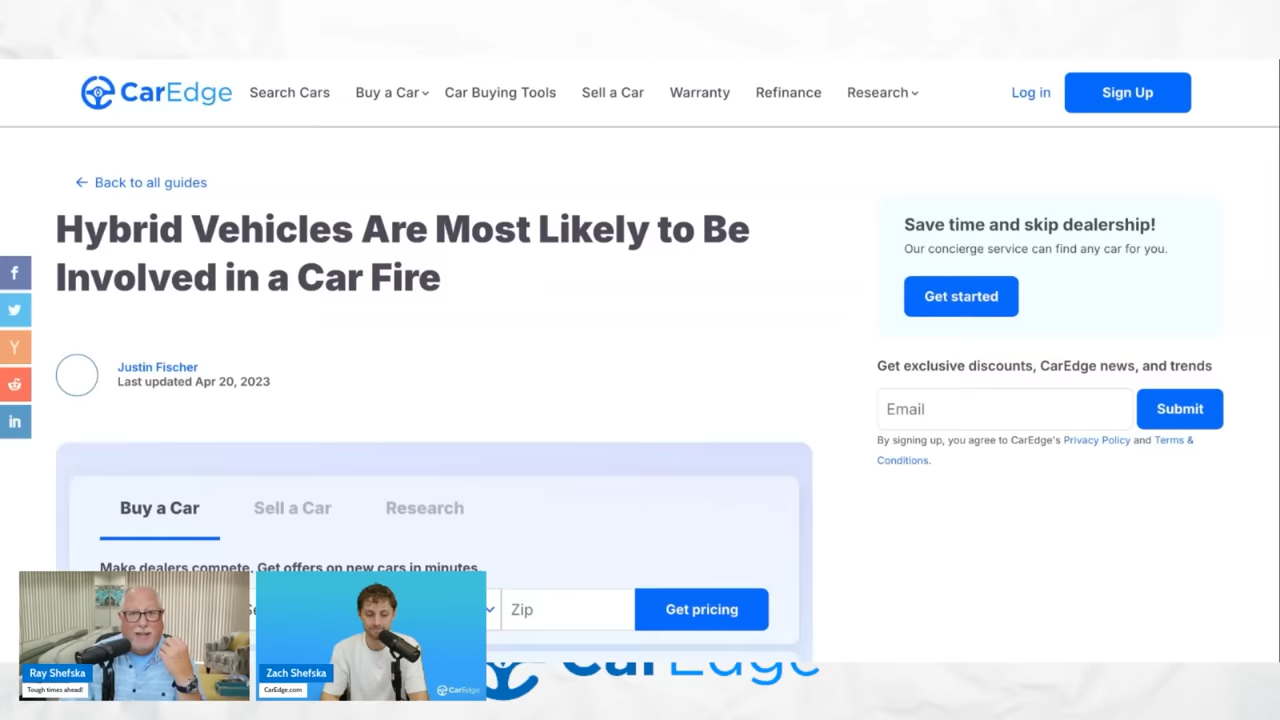 CarEdge
Search Cars
Buy a Car
Car Buying Tools
Sell a Car
Warranty
Refinance
Research
Log in
Sign Up
← Back to all guides
Hybrid Vehicles Are Most Likely to Be
Involved in a Car Fire
Justin Fischer
Last updated Apr 20, 2023
Save time and skip dealership!
Our concierge service can find any car for you.
Get started
Get exclusive discounts, CarEdge news, and trends
Email
Submit
By signing up, you agree to CarEdge's Privacy Policy and Terms &
Conditions.
Buy a Car
Sell a Car
Research
Make dealers compete. Get offers on new cars in minutes.
Zip
Get pricing
Ray Shefska
Tough times ahead!
Zach Shefska
CarEdge.com
CarEdge
CarEdge